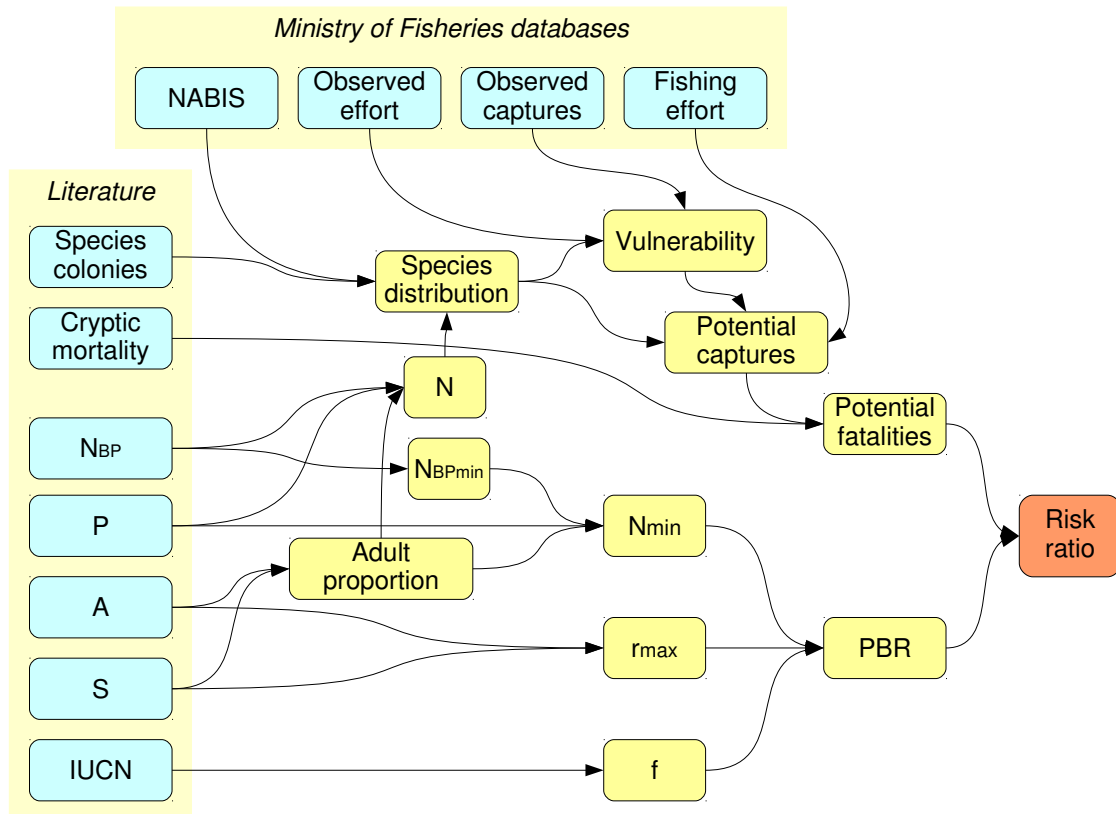 Ministry of Fisheries databases
NABIS
Observed
effort
Observed
captures
Fishing
effort
Literature
Species
colonies
Cryptic
mortality
NBP
P
A
S
IUCN
Species
distribution
N
NBPmin
Adult
proportion
Vulnerability
Potential
captures
Potential
fatalities
Nmin
rmax
f
PBR
Risk
ratio